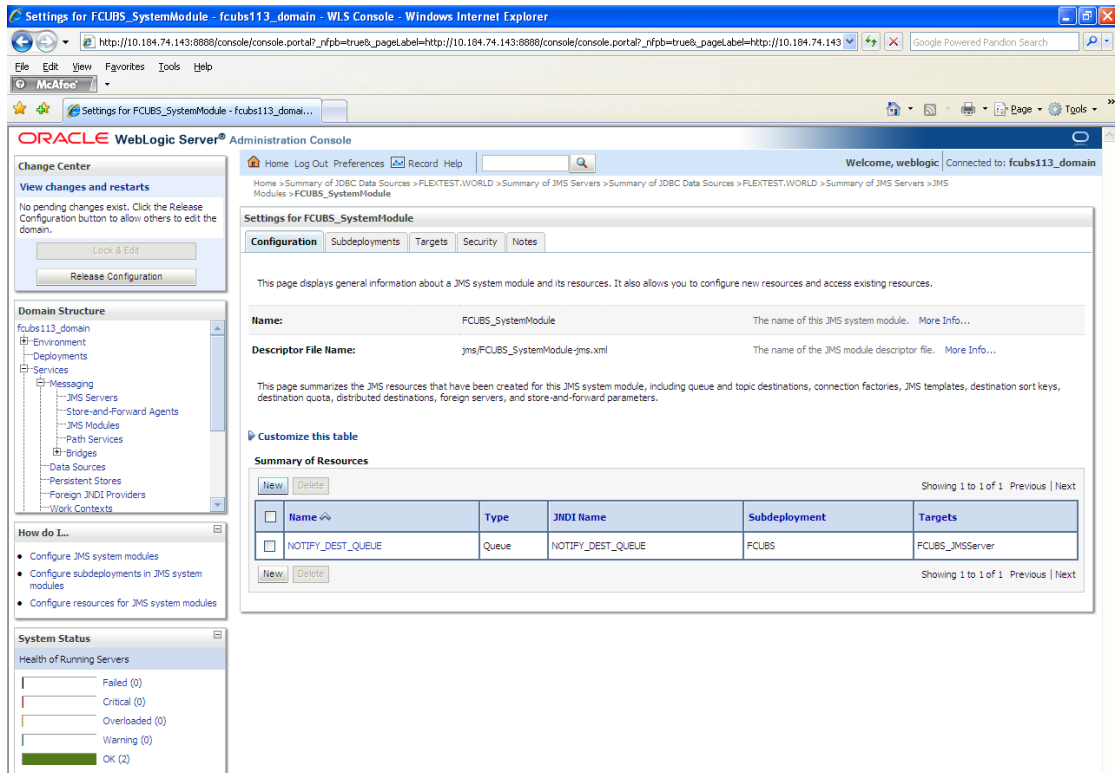 Settings for FCUBS_SystemModule - fcubs113_domain - WLS Console - Windows Internet Explorer
http://10.184.74.143:8888/console/console.portal?_nfpb=true&_pageLabel=http://10.184.74.143:8888/console/console.portal?_nfpb=true&_pageLabel=http://10.184.74.143
Google Powered Pandion Search
File Edit View Favorites Tools Help
McAfee
Settings for FCUBS_SystemModule - fcubs113_domai...
Page Tools
ORACLE WebLogic Server® Administration Console
Change Center
View changes and restarts
No pending changes exist. Click the Release
Configuration button to allow others to edit the
domain.
Lock & Edit
Release Configuration
Domain Structure
fcubs113_domain
Environment
Deployments
Services
Messaging
JMS Servers
Store-and-Forward Agents
JMS Modules
Path Services
Bridges
Data Sources
Persistent Stores
Foreign JNDI Providers
Work Contexts
How do I...
Configure JMS system modules
Configure subdeployments in JMS system
modules
Configure resources for JMS system modules
System Status
Health of Running Servers
Failed (0)
Critical (0)
Overloaded (0)
Warning (0)
OK (2)
Home Log Out Preferences Record Help
Welcome, weblogic Connected to: fcubs113_domain
Home >Summary of JDBC Data Sources >FLEXTEST.WORLD >Summary of JMS Servers >Summary of JDBC Data Sources >FLEXTEST.WORLD >Summary of JMS Servers >JMS
Modules >FCUBS_SystemModule
Settings for FCUBS_SystemModule
Configuration Subdeployments Targets Security Notes
This page displays general information about a JMS system module and its resources. It also allows you to configure new resources and access existing resources.
Name: FCUBS_SystemModule The name of this JMS system module. More Info...
Descriptor File Name: jms/FCUBS_SystemModule-jms.xml The name of the JMS module descriptor file. More Info...
This page summarizes the JMS resources that have been created for this JMS system module, including queue and topic destinations, connection factories, JMS templates, destination sort keys,
destination quota, distributed destinations, foreign servers, and store-and-forward parameters.
Customize this table
Summary of Resources
New Delete Showing 1 to 1 of 1 Previous | Next
Name Type JNDI Name Subdeployment Targets
NOTIFY_DEST_QUEUE Queue NOTIFY_DEST_QUEUE FCUBS FCUBS_JMSServer
New Delete Showing 1 to 1 of 1 Previous | Next